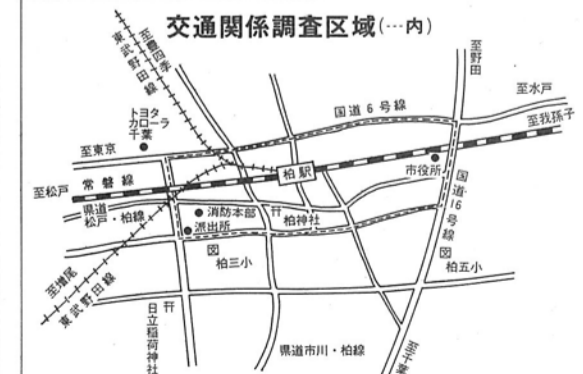 交通関係調査区域(…内)
至豊四季
東武野田線
至野田
トヨタ
カローラ
千葉
国道6号線
至水戸
至東京
至我孫子
柏駅
市役所
至松戸
常磐線
県道
松戸・柏線
消防本部
派出所
柏神社
国道16号線
文
柏三小
文
柏五小
至増尾
東武野田線
日立稲荷神社
県道市川・柏線
至千葉